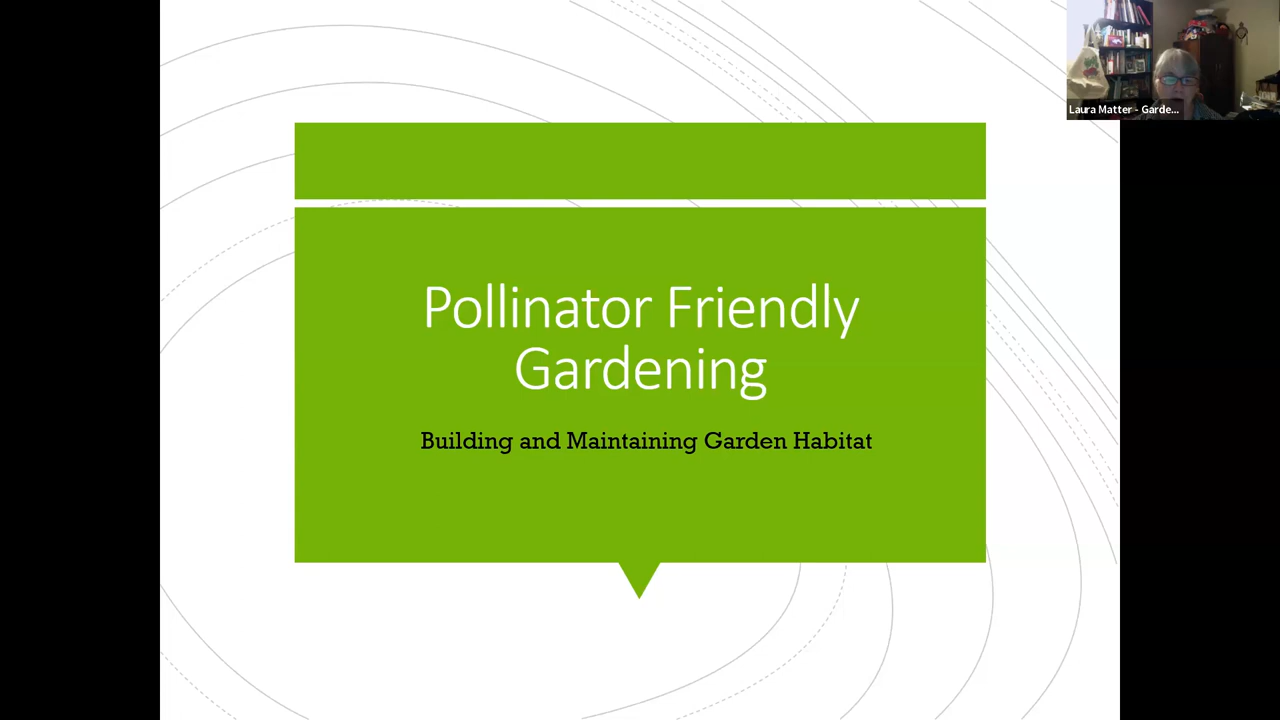 Laura Matter - Garde...
Pollinator Friendly
Gardening
Building and Maintaining Garden Habitat